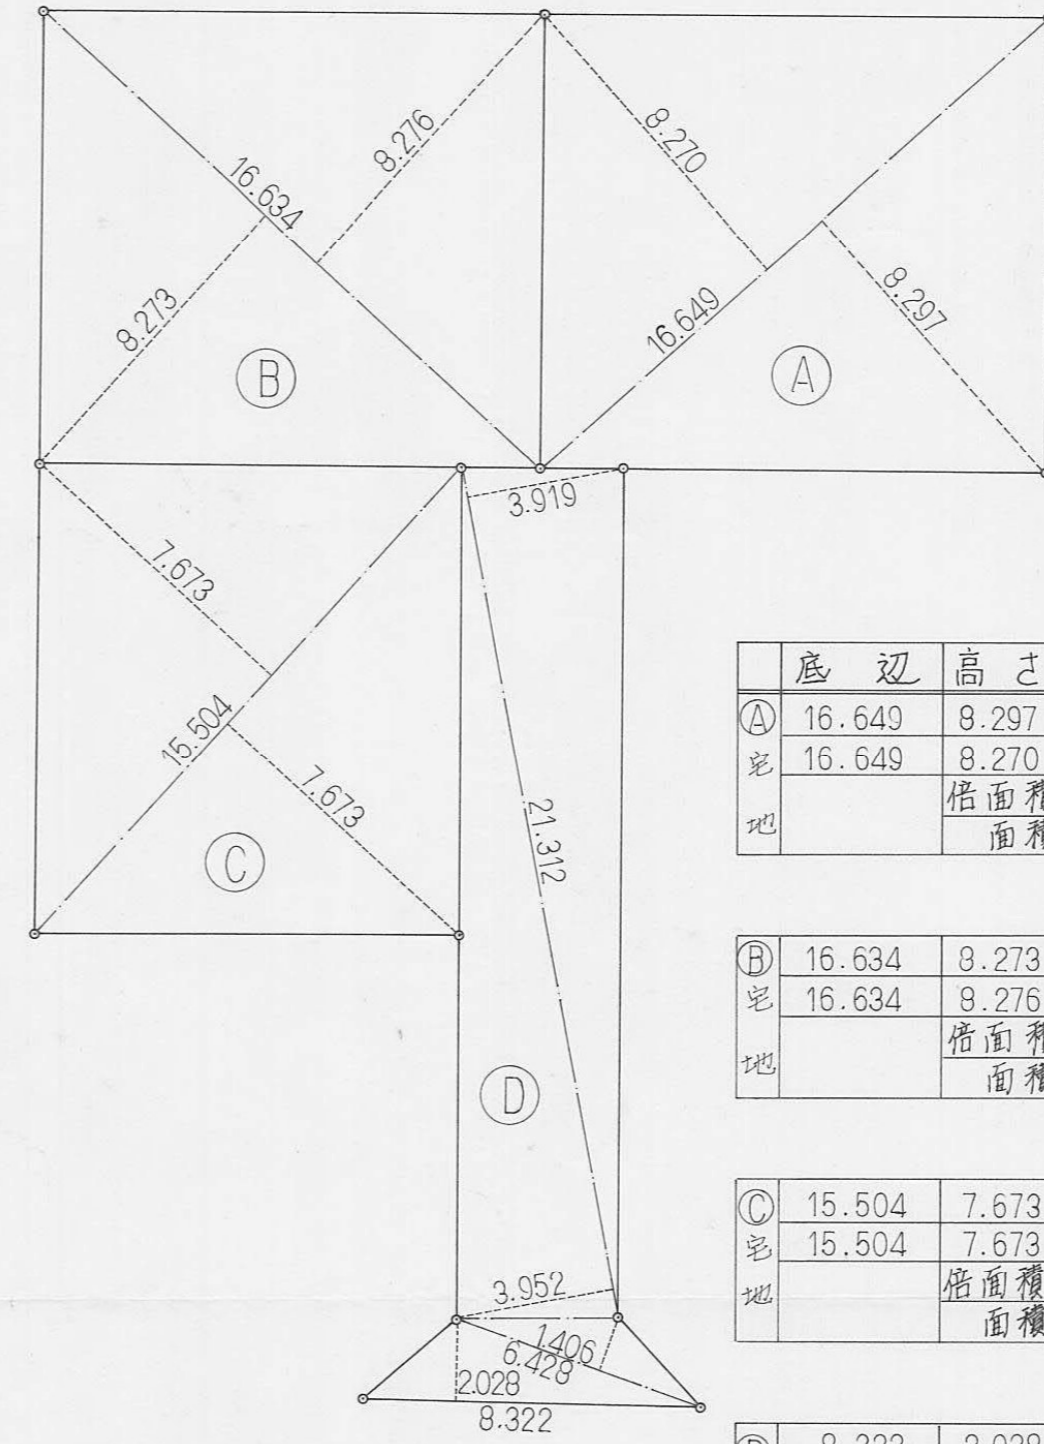 8.276
8.270
16.634
8.273
16.649
8.297
B
A
3.919
7.673
15.504
7.673
21.312
C
D
3.952
1.406
6.428
2.028
8.322
底 辺 高 さ
A 16.649 8.297
宅 16.649 8.270
地 倍面積
面積
B 16.634 8.273
宅 16.634 8.276
地 倍面積
面積
C 15.504 7.673
宅 15.504 7.673
地 倍面積
面積
D 8.322 2.028